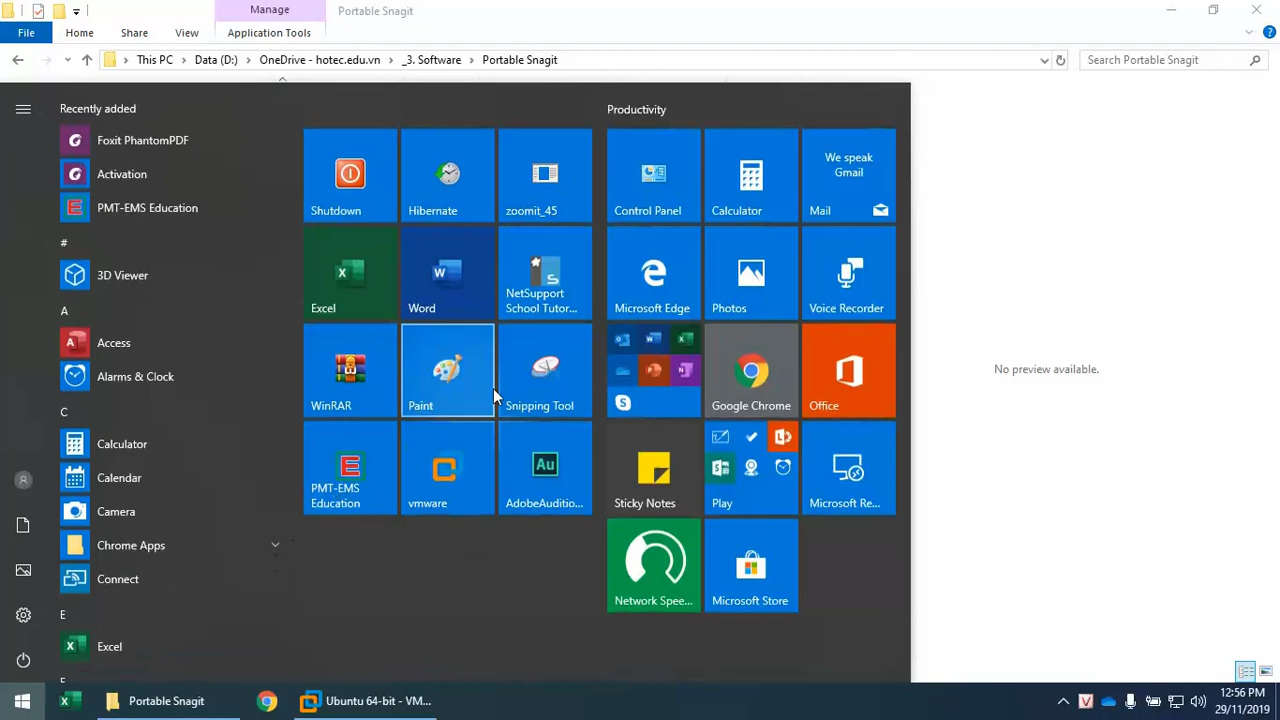 Manage
Portable Snagit
File
Home
Share
View
Application Tools
This PC
Data (D:)
OneDrive - hotec.edu.vn
_3. Software
Portable Snagit
Search Portable Snagit
Recently added
Foxit PhantomPDF
Activation
PMT-EMS Education
#
3D Viewer
A
Access
Alarms & Clock
C
Calculator
Calendar
Camera
Chrome Apps
Connect
E
Excel
Shutdown
Hibernate
zoomit_45
Excel
Word
NetSupport
School Tutor...
WinRAR
Paint
Snipping Tool
PMT-EMS
Education
vmware
Au
AdobeAuditio...
Productivity
Control Panel
Calculator
We speak
Gmail
Mail
Microsoft Edge
Photos
Voice Recorder
Google Chrome
Office
Sticky Notes
Play
Microsoft Re...
Network Spee...
Microsoft Store
No preview available.
Portable Snagit
Ubuntu 64-bit - VM...
12:56 PM
29/11/2019